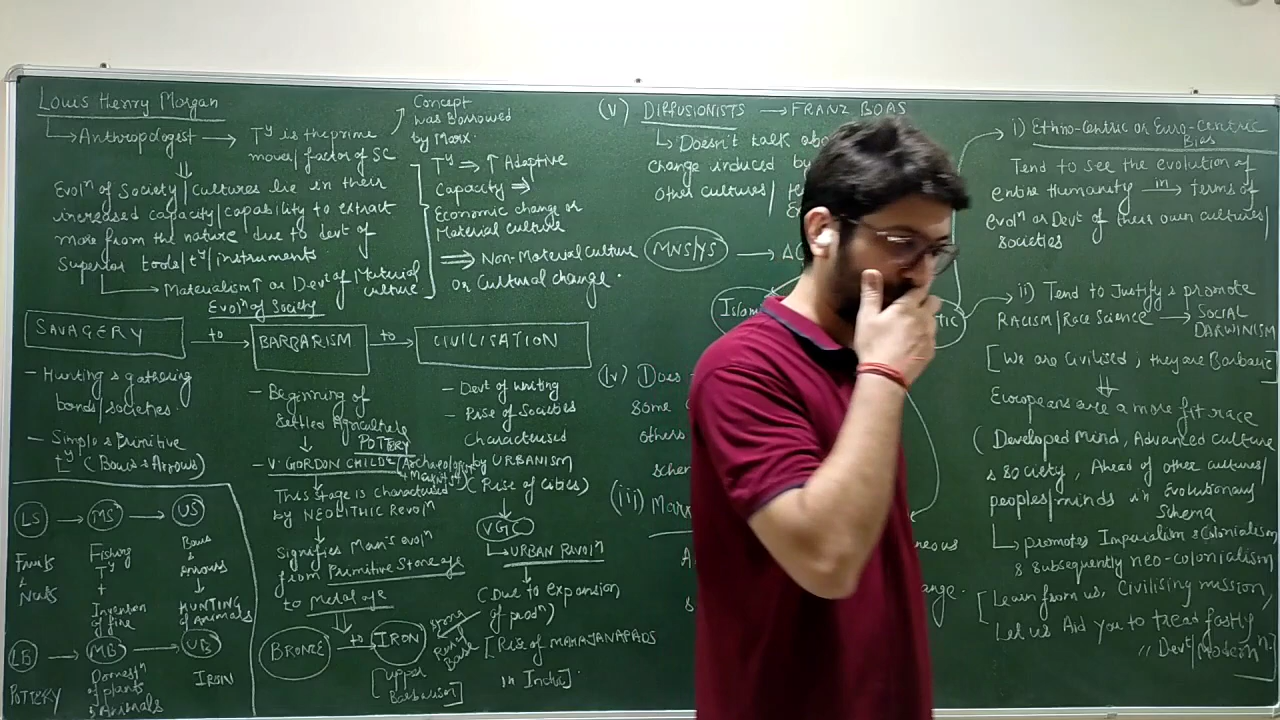 Louis Henry Morgan
Anthropologest → Tʸ is the prime
mover/ factor of SC
Concept
was Borrowed
by Marx.
Evolⁿ of Society/cultures lie in their
increased capacity/capability to extract
more from the nature due to devt of
Superior tools/tʸ/instruments
→ Materialism↑ or Devt of Material
culture
Tʸ ⇒ ↑ Adaptive
Capacity ⇒
Economic change or
Material culture
⇒ Non-Material culture
or Cultural change.
Evolⁿ of Society
SAVAGERY to BARBARISM to CIVILISATION
- Hunting & gathering
bands/societies.
- Simple & Primitive
tʸ (Bows & Arrows)
LS → MS → US
Fruits
&
Nuts
Fishing
Tʸ
+
Invension
of fire
Bows
&
Arrows
↓
HUNTING
of Animals
LB → MB → UB
POTTERY
Domestⁿ
of plants
& Animals
IRON
- Beginning of
Settled Agriculture
POTTERY
- V. GORDON CHILDE (Archaeologist
& Marxist)
This stage is characterised
by NEOLITHIC Revolⁿ
Signifies Man's evolⁿ
from Primitive Stone age
to Metal age
BRONZE to IRON
[Upper
Barbarism]
- Devt of writing
- Rise of Societies
Characterised
by URBANISM
(Rise of cities)
VGC
→ URBAN Revolⁿ
(Due to expansion
of prodⁿ)
[Rise of MAHAJANAPADS
in India].
(v) DIFFUSIONISTS → FRANZ BOAS
→ Doesn't talk
change induced by
other cultures/
MNS/YS →
(iv) Does
some
others
(iii)
i) Ethno-Centric or Euro-Centric
Bias
Tend to see the evolution of
entire Humanity in → terms of
evolⁿ or Devt of their own cultures/
societies
ii) Tend to Justify & promote
RACISM/Race Science → SOCIAL
DARWINISM
[We are civilised, they are Barbaric]
⇓
Europeans are a more fit race
(Developed Mind, Advanced culture
& society, Ahead of other cultures/
peoples/minds in Evolutionary
Schema
→ promotes Imperialism & Colonialism
& subsequently neo-colonialism
[Learn from us, Civilising mission,
Let us Aid you to tread fastly